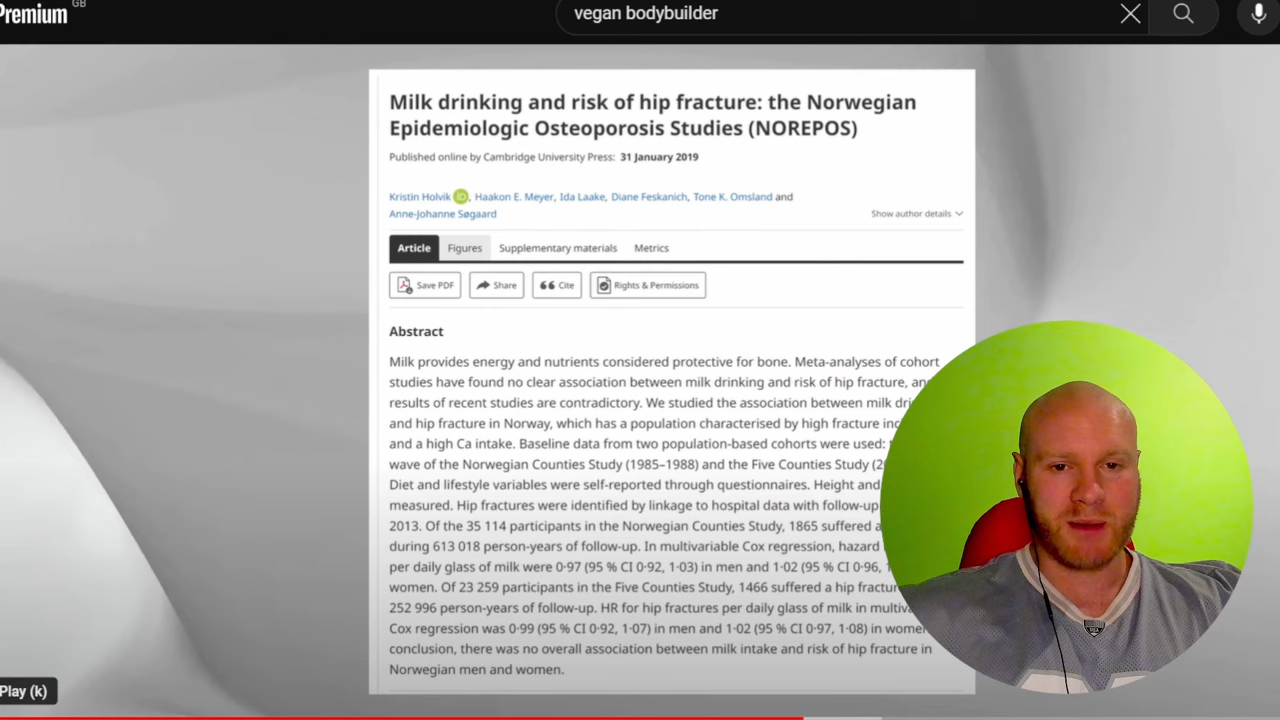 Premium GB
vegan bodybuilder
Milk drinking and risk of hip fracture: the Norwegian
Epidemiologic Osteoporosis Studies (NOREPOS)
Published online by Cambridge University Press: 31 January 2019
Kristin Holvik iD, Haakon E. Meyer, Ida Laake, Diane Feskanich, Tone K. Omsland and
Anne-Johanne Søgaard
Show author details
Article Figures Supplementary materials Metrics
Save PDF Share Cite Rights & Permissions
Abstract
Milk provides energy and nutrients considered protective for bone. Meta-analyses of cohort
studies have found no clear association between milk drinking and risk of hip fracture, and
results of recent studies are contradictory. We studied the association between milk
and hip fracture in Norway, which has a population characterised by high fracture
and a high Ca intake. Baseline data from two population-based cohorts were used:
wave of the Norwegian Counties Study (1985–1988) and the Five Counties Study
Diet and lifestyle variables were self-reported through questionnaires. Height and
measured. Hip fractures were identified by linkage to hospital data with follow-up
2013. Of the 35 114 participants in the Norwegian Counties Study, 1865 suffered a
during 613 018 person-years of follow-up. In multivariable Cox regression, hazard
per daily glass of milk were 0·97 (95 % CI 0·92, 1·03) in men and 1·02 (95 % CI 0·96,
women. Of 23 259 participants in the Five Counties Study, 1466 suffered a hip
252 996 person-years of follow-up. HR for hip fractures per daily glass of milk in
Cox regression was 0·99 (95 % CI 0·92, 1·07) in men and 1·02 (95 % CI 0·97, 1·08) in
conclusion, there was no overall association between milk intake and risk of hip fracture in
Norwegian men and women.
Play (k)